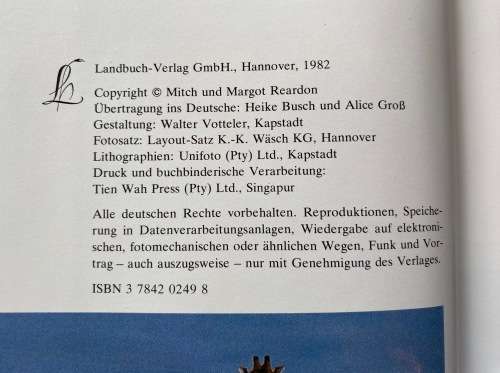 Landbuch-Verlag GmbH., Hannover, 1982
Copyright © Mitch und Margot Reardon
Übertragung ins Deutsche: Heike Busch und Alice Groß
Gestaltung: Walter Votteler, Kapstadt
Fotosatz: Layout-Satz K.-K. Wäsch KG, Hannover
Lithographien: Unifoto (Pty) Ltd., Kapstadt
Druck und buchbinderische Verarbeitung:
Tien Wah Press (Pty) Ltd., Singapur
Alle deutschen Rechte vorbehalten. Reproduktionen, Speiche-
rung in Datenverarbeitungsanlagen, Wiedergabe auf elektroni-
schen, fotomechanischen oder ähnlichen Wegen, Funk und Vor-
trag – auch auszugsweise – nur mit Genehmigung des Verlages.
ISBN 3 7842 0249 8